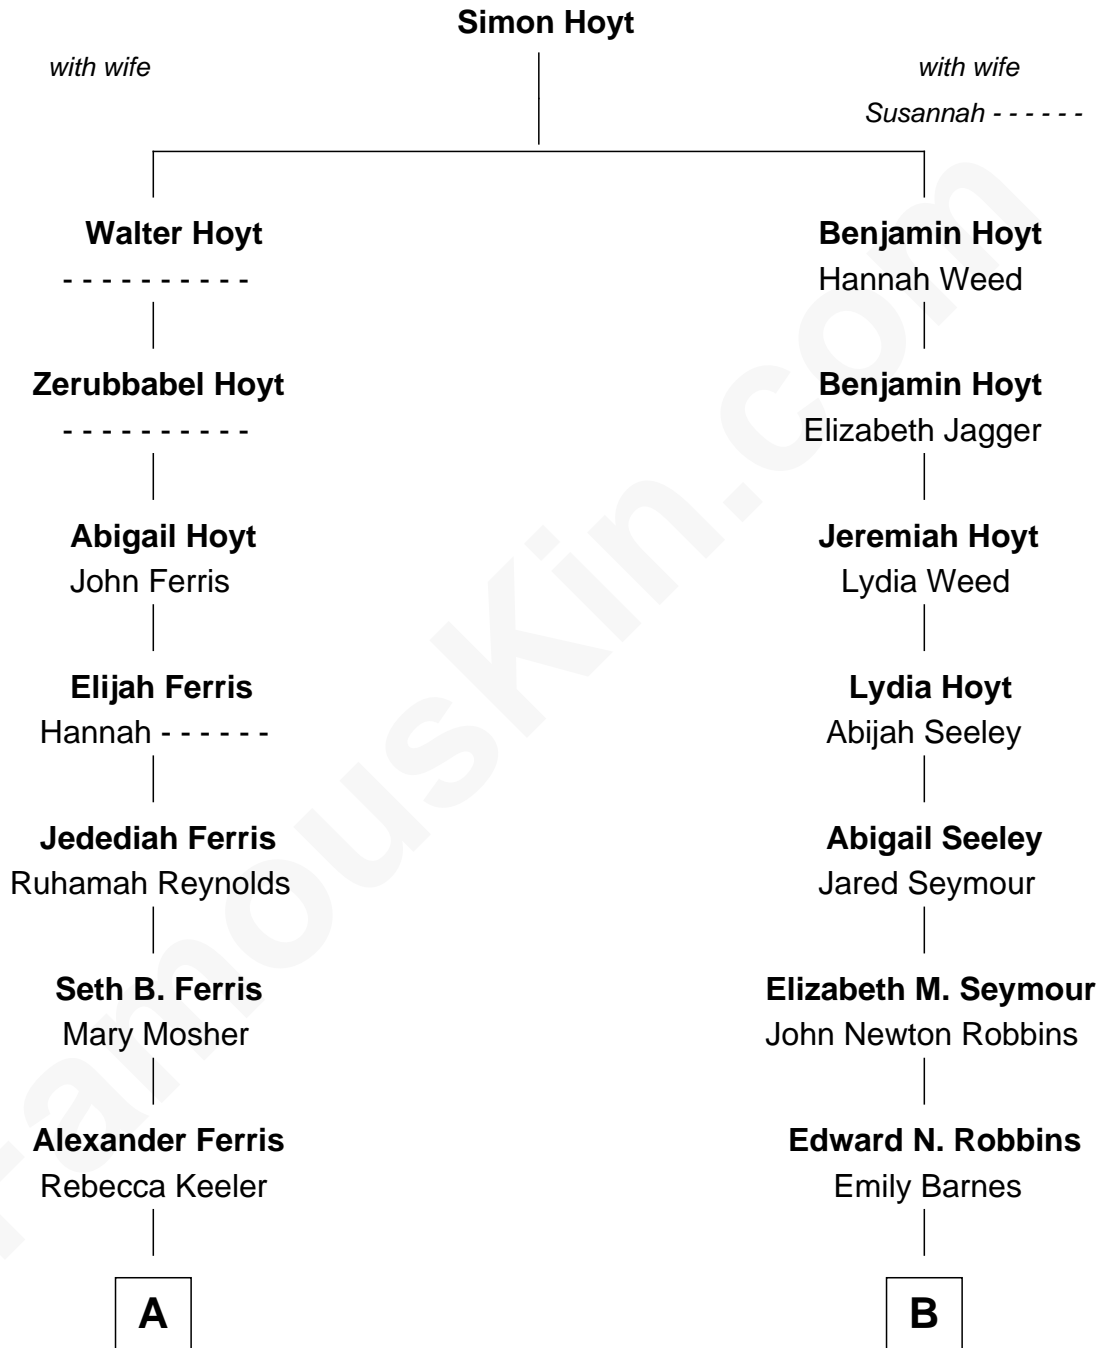 Simon Hoyt
with wife
with wife
Susannah - - - - - -
Walter Hoyt
- - - - - - - - - -
Benjamin Hoyt
Hannah Weed
Zerubbabel Hoyt
- - - - - - - - - -
Benjamin Hoyt
Elizabeth Jagger
Abigail Hoyt
John Ferris
Jeremiah Hoyt
Lydia Weed
Elijah Ferris
Hannah - - - - - -
Lydia Hoyt
Abijah Seeley
Jedediah Ferris
Ruhamah Reynolds
Abigail Seeley
Jared Seymour
Seth B. Ferris
Mary Mosher
Elizabeth M. Seymour
John Newton Robbins
Alexander Ferris
Rebecca Keeler
Edward N. Robbins
Emily Barnes
A
B
FamousKin.com